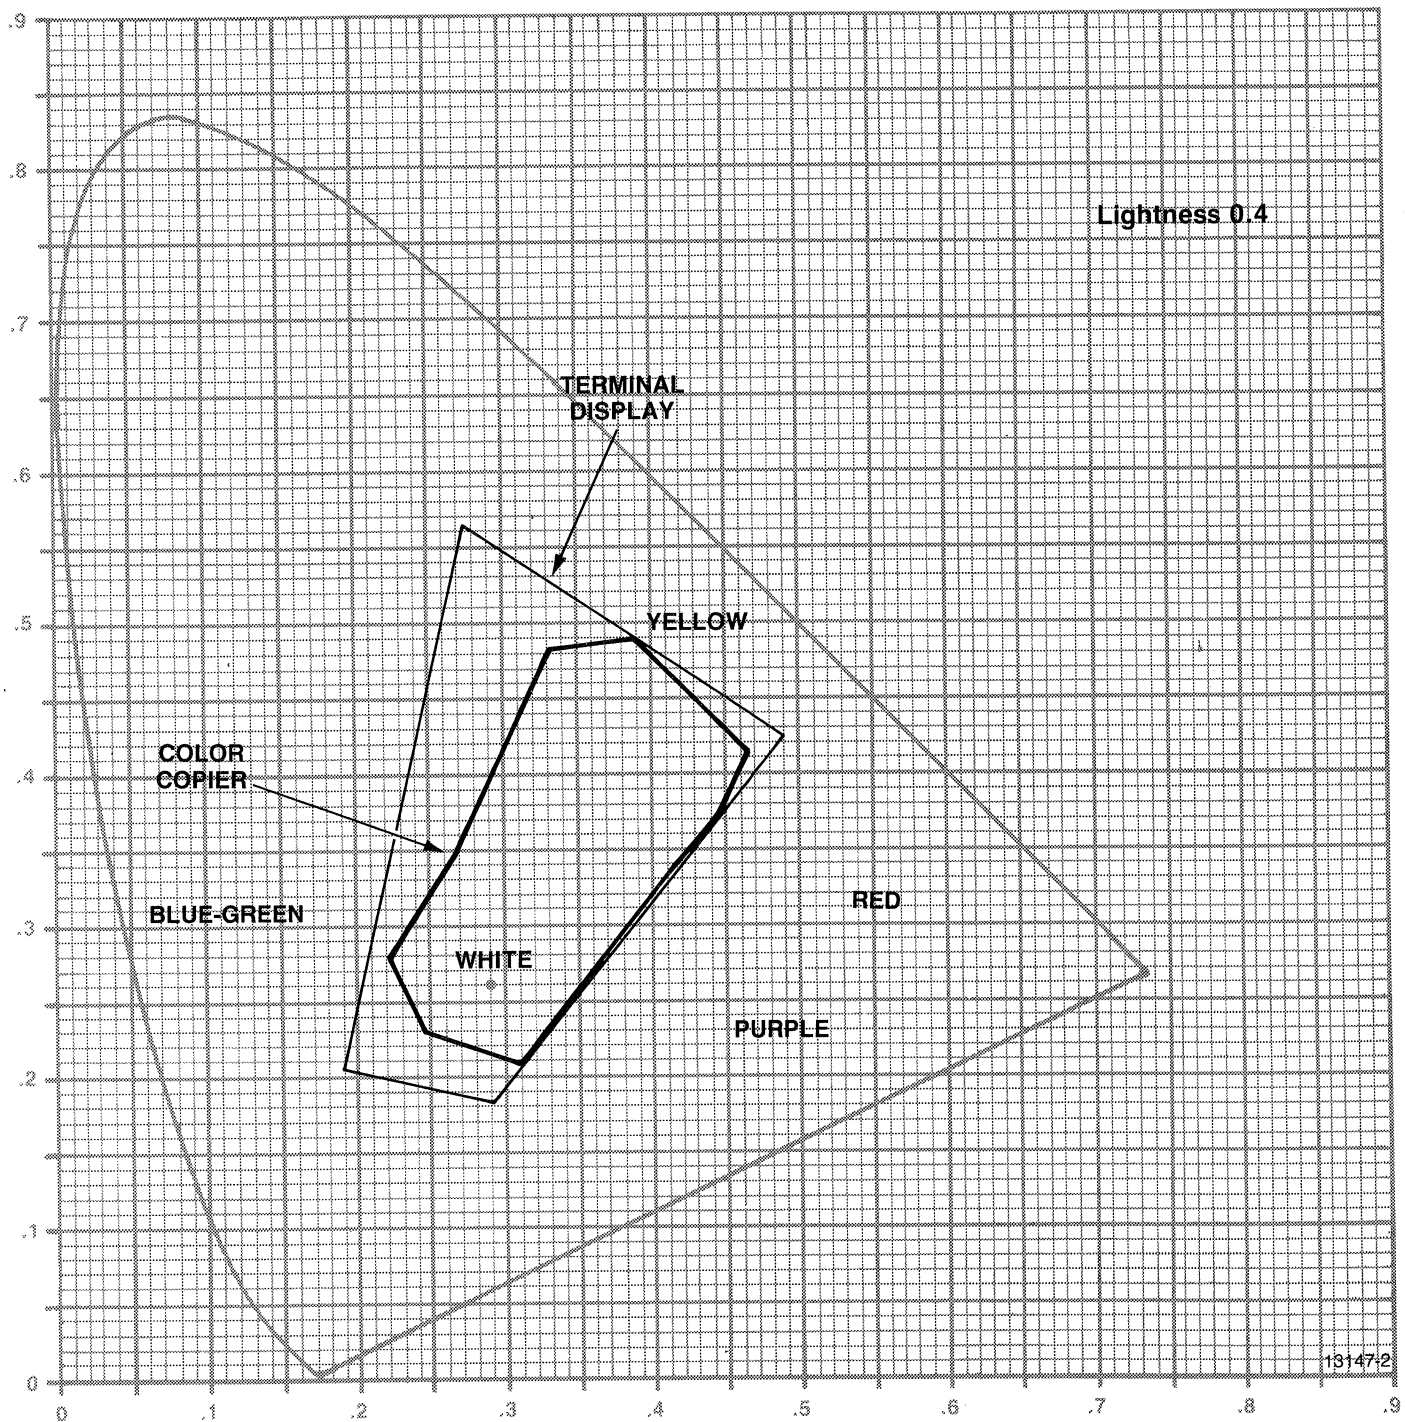 .9
.8
Lightness 0.4
.7
TERMINAL
DISPLAY
.6
.5
YELLOW
COLOR
COPIER
.4
RED
BLUE-GREEN
.3
WHITE
PURPLE
.2
.1
13147-2
0
0 .1 .2 .3 .4 .5 .6 .7 .8 .9